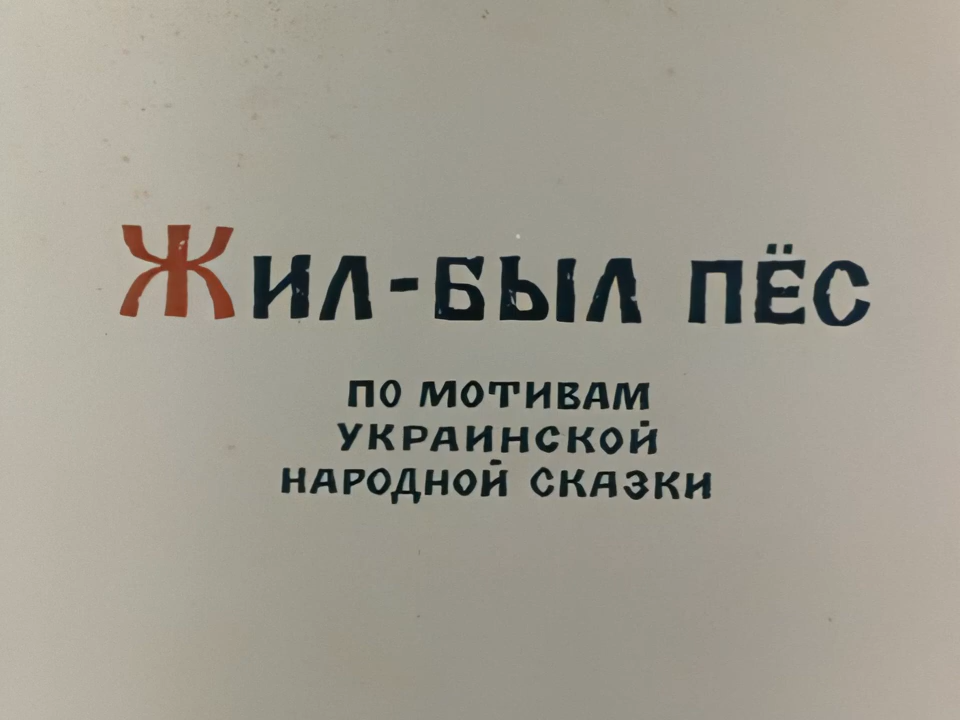 Жил-был пёс
по мотивам
украинской
народной сказки